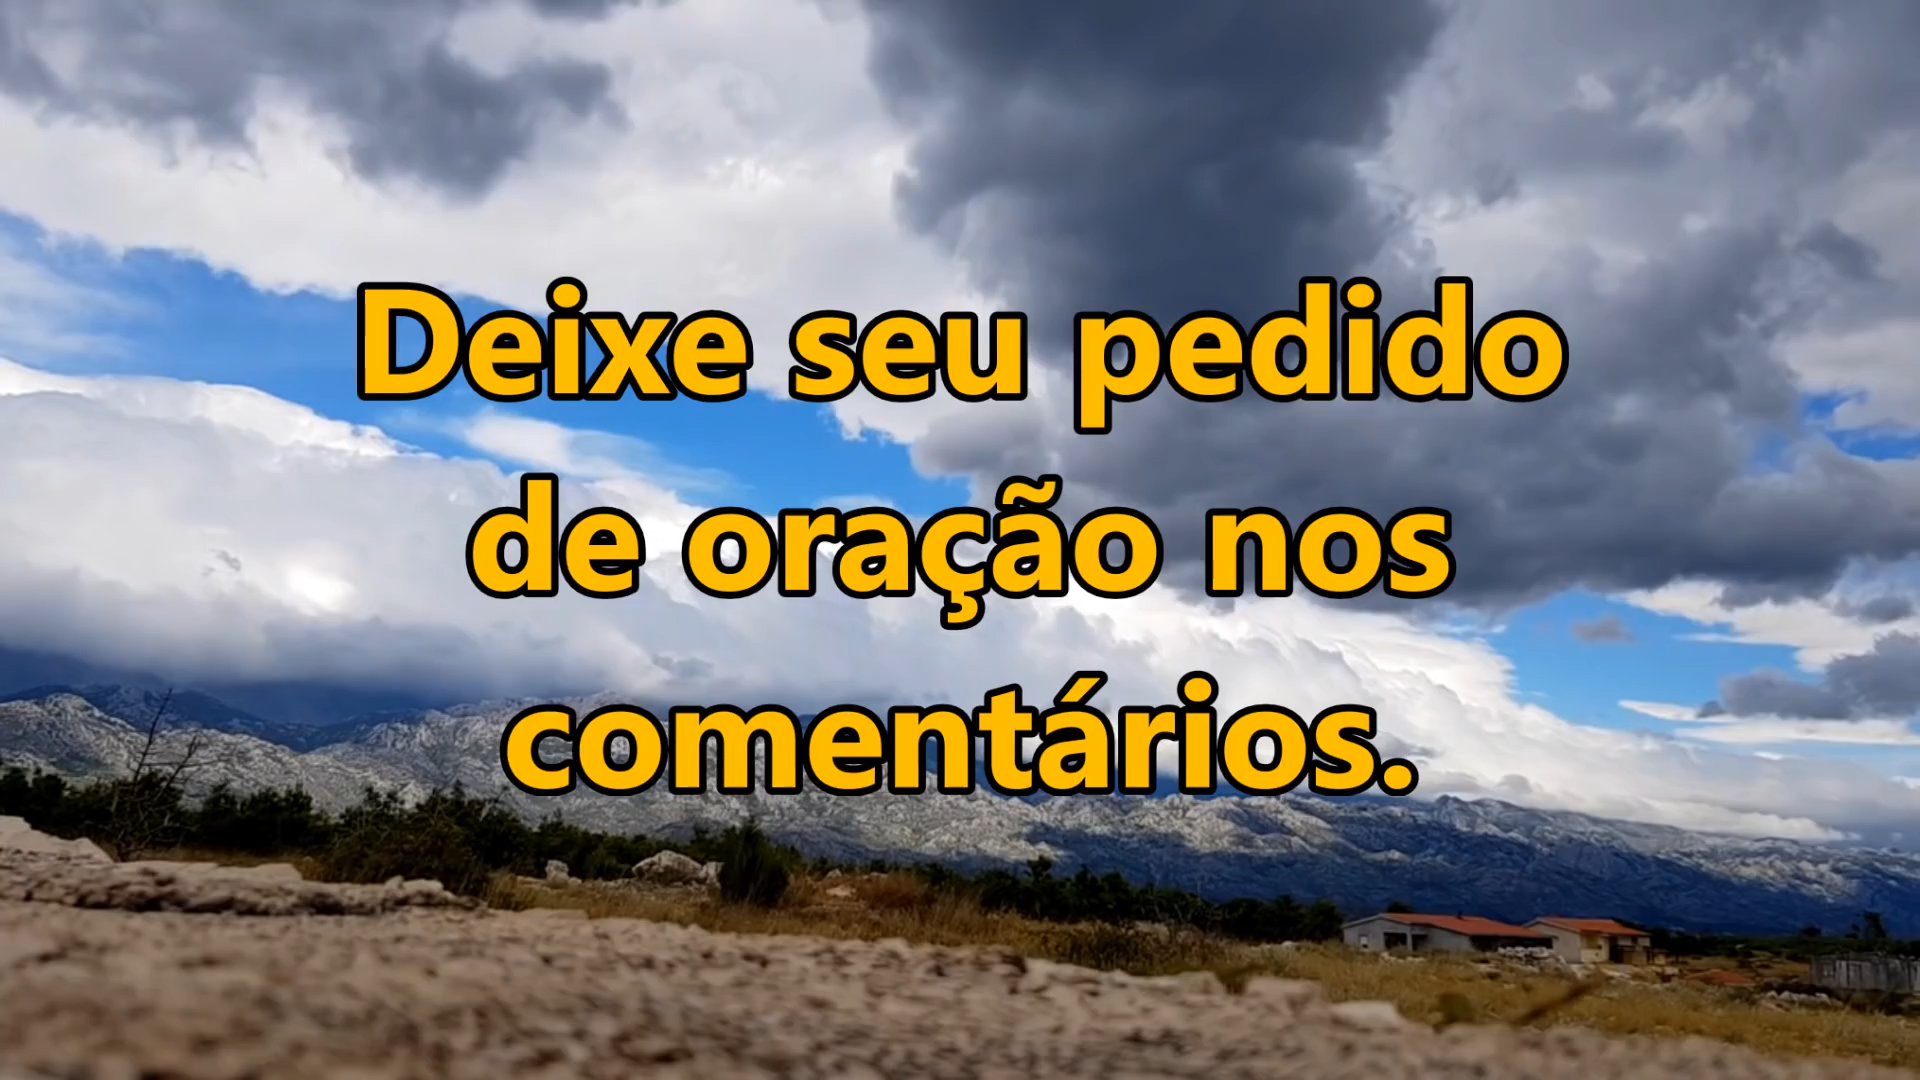 Deixe seu pedido
de oração nos
comentários.